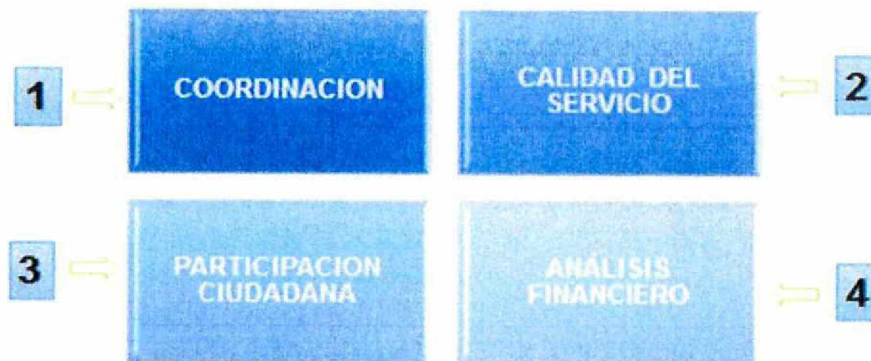 1
COORDINACION
CALIDAD DEL
SERVICIO
2
3
PARTICIPACION
CIUDADANA
ANÁLISIS
FINANCIERO
4